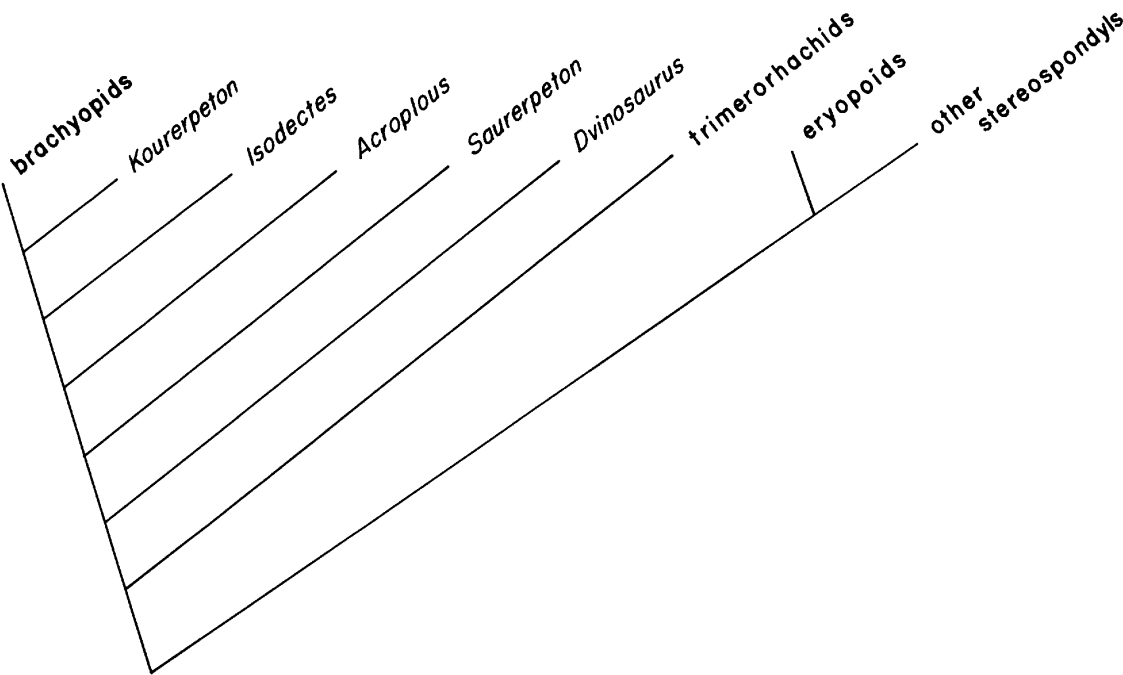 brachyopids
Kourerpeton
Isodectes
Acroplous
Saurerpeton
Dvinosaurus
trimerorhachids
eryopoids
other
stereospondyls